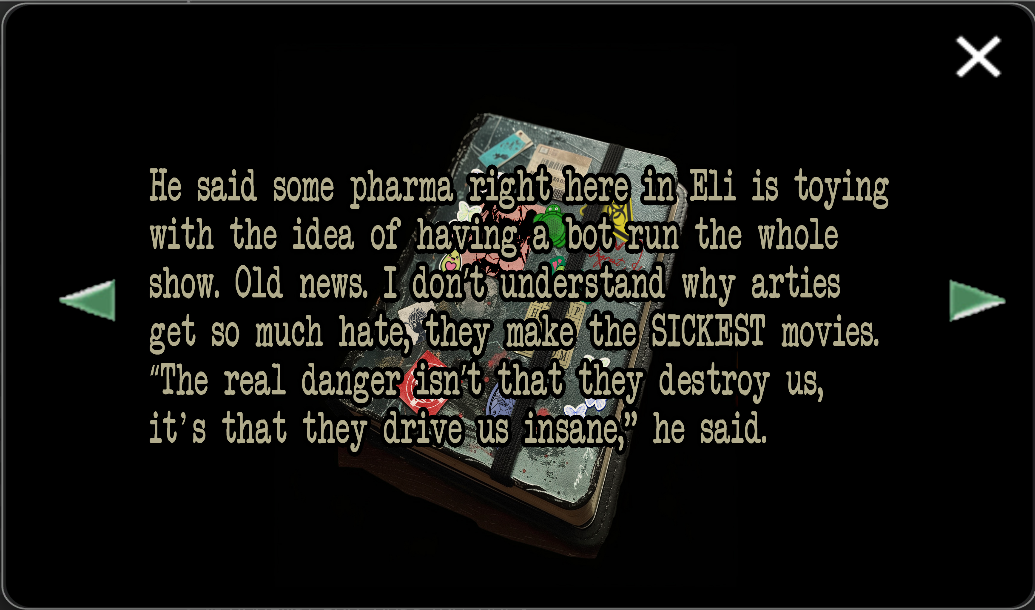 He said some pharma right here in Eli is toying
with the idea of having a bot run the whole
show. Old news. I don't understand why arties
get so much hate, they make the SICKEST movies.
“The real danger isn't that they destroy us,
it's that they drive us insane,” he said.